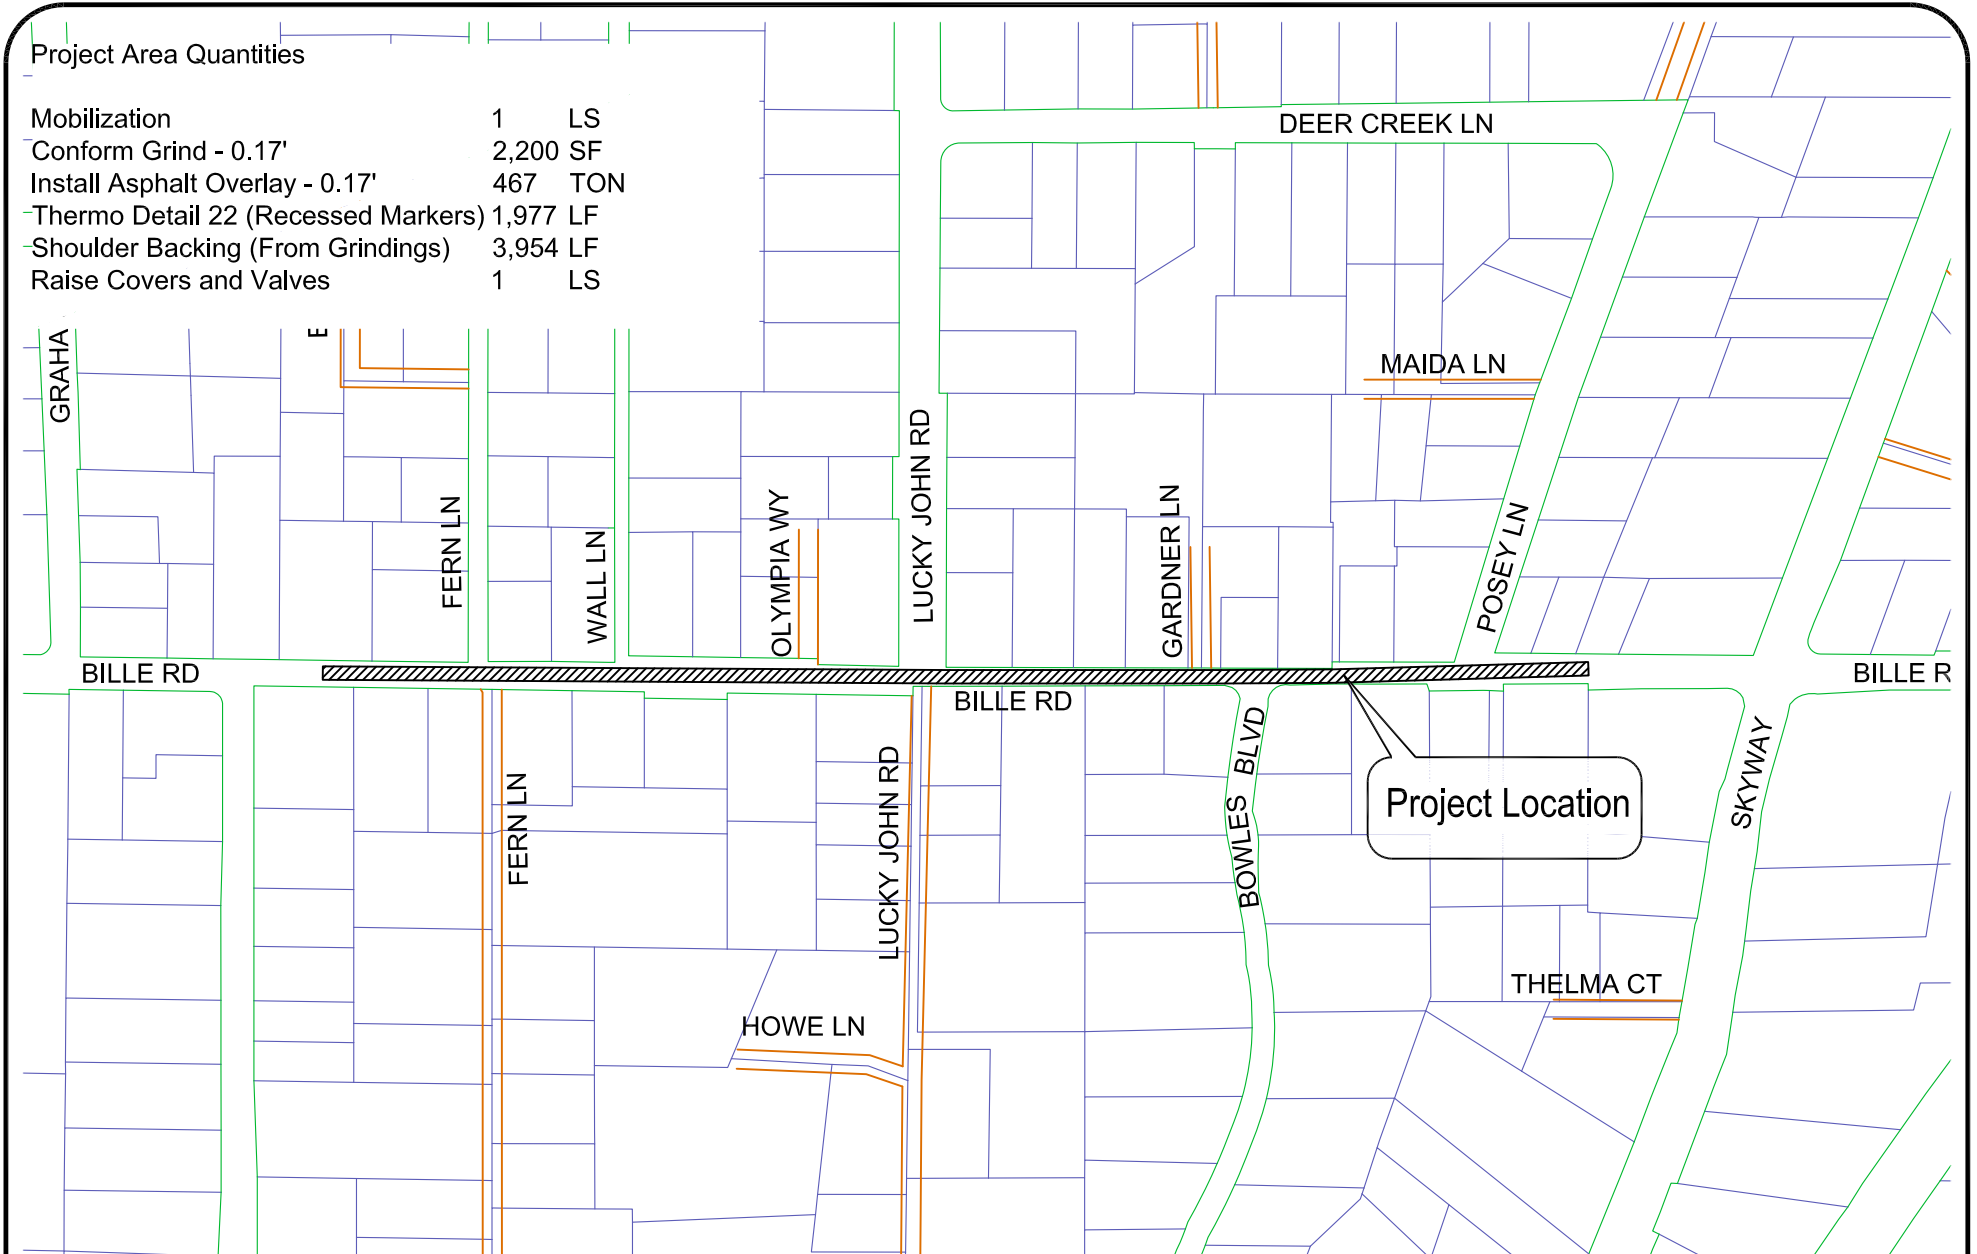 Project Area Quantities
Mobilization 1 LS
Conform Grind - 0.17' 2,200 SF
Install Asphalt Overlay - 0.17' 467 TON
Thermo Detail 22 (Recessed Markers) 1,977 LF
Shoulder Backing (From Grindings) 3,954 LF
Raise Covers and Valves 1 LS
DEER CREEK LN
GRAHA
MAIDA LN
FERN LN
WALL LN
OLYMPIA WY
LUCKY JOHN RD
GARDNER LN
POSEY LN
BILLE RD
BILLE RD
BILLE R
FERN LN
LUCKY JOHN RD
BOWLES BLVD
Project Location
SKYWAY
HOWE LN
THELMA CT